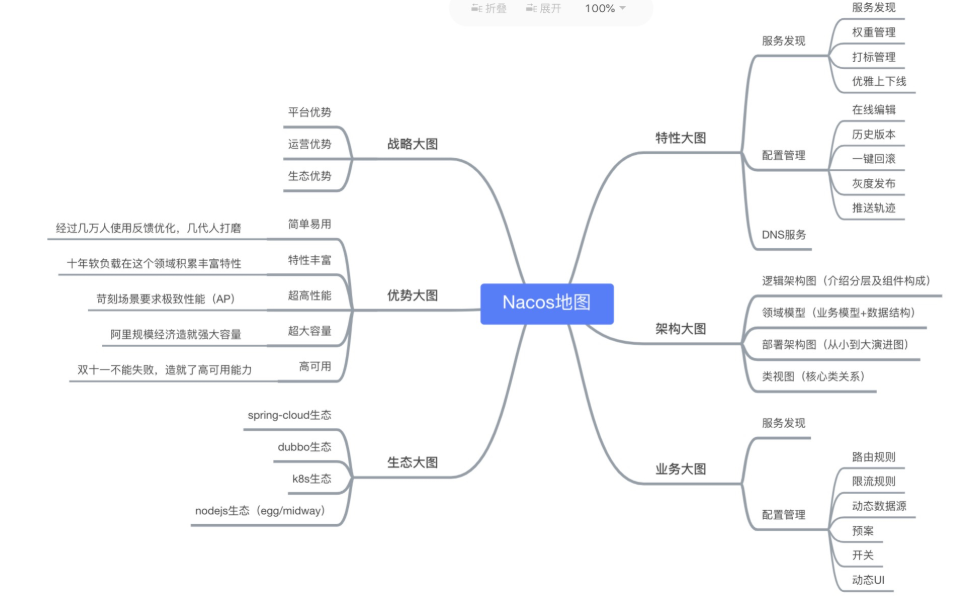 折叠
展开
100%
Nacos地图
战略大图
平台优势
运营优势
生态优势
优势大图
简单易用
经过几万人使用反馈优化，几代人打磨
特性丰富
十年软负载在这个领域积累丰富特性
超高性能
苛刻场景要求极致性能（AP）
超大容量
阿里规模经济造就强大容量
高可用
双十一不能失败，造就了高可用能力
生态大图
spring-cloud生态
dubbo生态
k8s生态
nodejs生态（egg/midway）
特性大图
服务发现
服务发现
权重管理
打标管理
优雅上下线
配置管理
在线编辑
历史版本
一键回滚
灰度发布
推送轨迹
DNS服务
架构大图
逻辑架构图（介绍分层及组件构成）
领域模型（业务模型+数据结构）
部署架构图（从小到大演进图）
类视图（核心类关系）
业务大图
服务发现
配置管理
路由规则
限流规则
动态数据源
预案
开关
动态UI